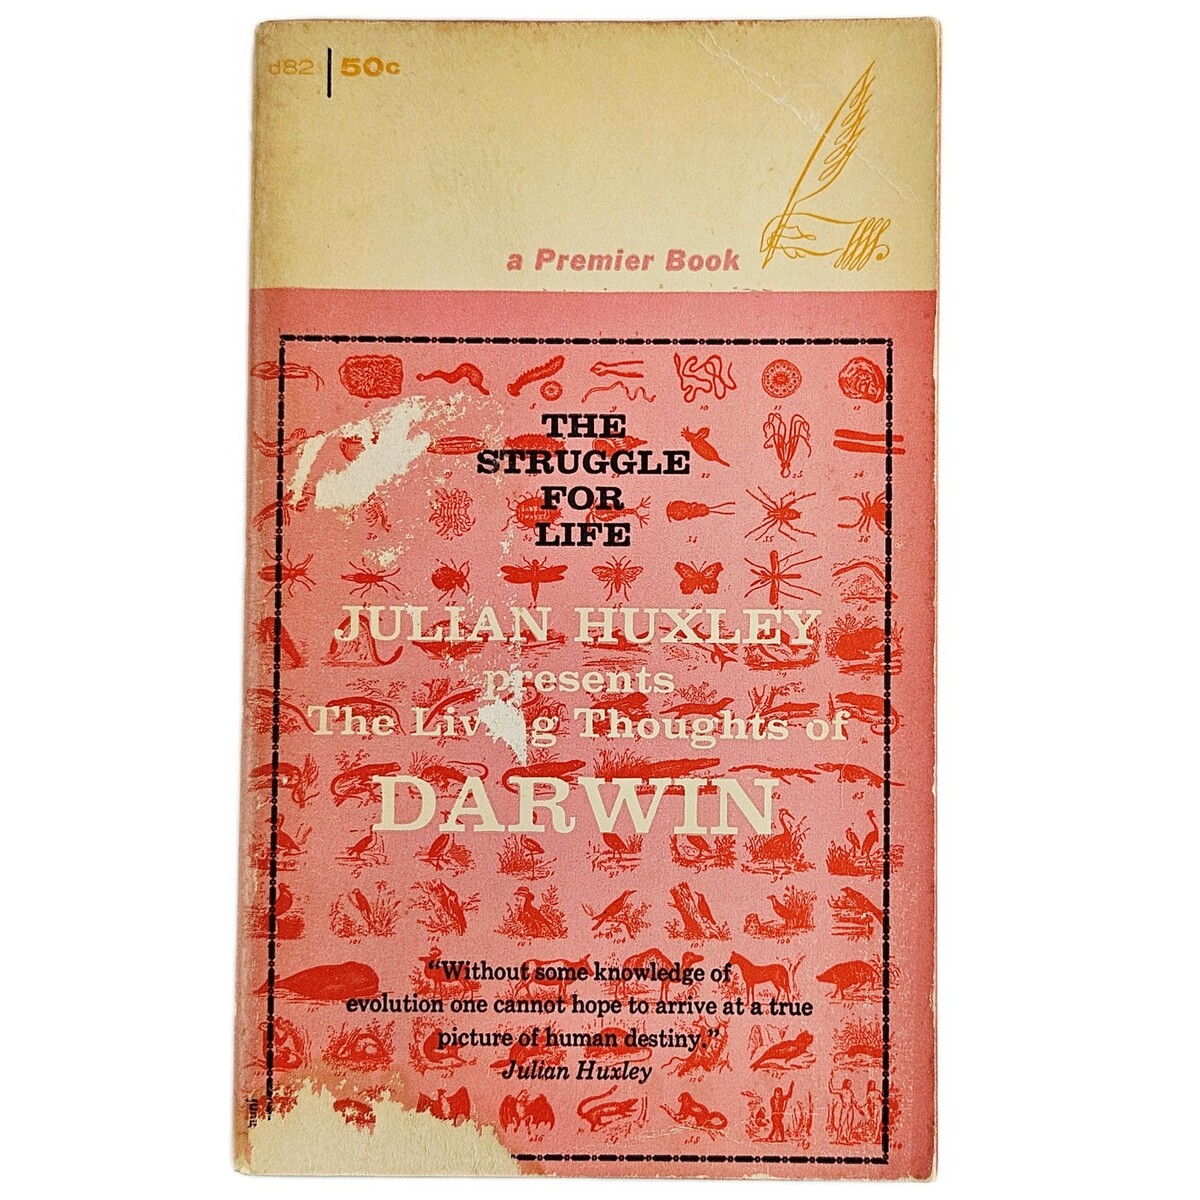 d82 | 50c
a Premier Book
THE
STRUGGLE
FOR
LIFE
JULIAN HUXLEY
presents
The Living Thoughts of
DARWIN
"Without some knowledge of
evolution one cannot hope to arrive at a true
picture of human destiny."
Julian Huxley